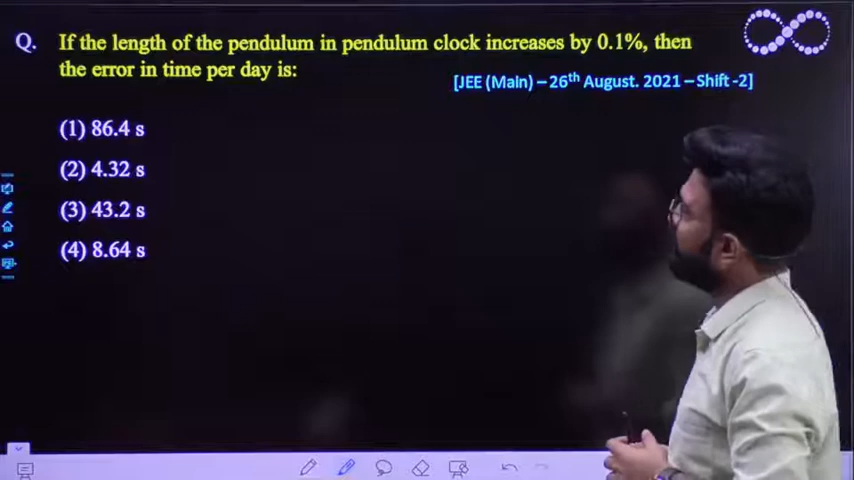 Q. If the length of the pendulum in pendulum clock increases by 0.1%, then
the error in time per day is:
[JEE (Main) – 26th August. 2021 – Shift -2]
(1) 86.4 s
(2) 4.32 s
(3) 43.2 s
(4) 8.64 s